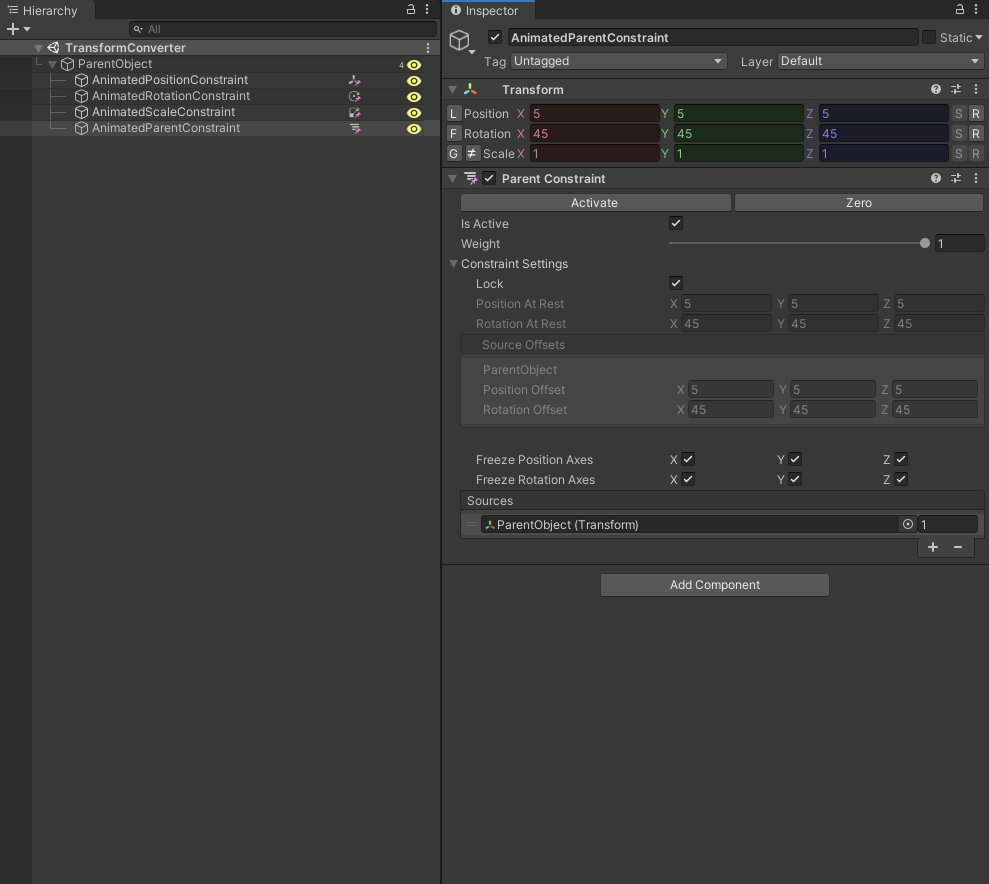 Hierarchy
All
TransformConverter
ParentObject 4
AnimatedPositionConstraint
AnimatedRotationConstraint
AnimatedScaleConstraint
AnimatedParentConstraint
Inspector
AnimatedParentConstraint Static
Tag Untagged Layer Default
Transform
L Position X 5 Y 5 Z 5 S R
F Rotation X 45 Y 45 Z 45 S R
G ≠ Scale X 1 Y 1 Z 1 S R
Parent Constraint
Activate Zero
Is Active
Weight 1
Constraint Settings
Lock
Position At Rest X 5 Y 5 Z 5
Rotation At Rest X 45 Y 45 Z 45
Source Offsets
ParentObject
Position Offset X 5 Y 5 Z 5
Rotation Offset X 45 Y 45 Z 45
Freeze Position Axes X Y Z
Freeze Rotation Axes X Y Z
Sources
ParentObject (Transform) 1
+ −
Add Component